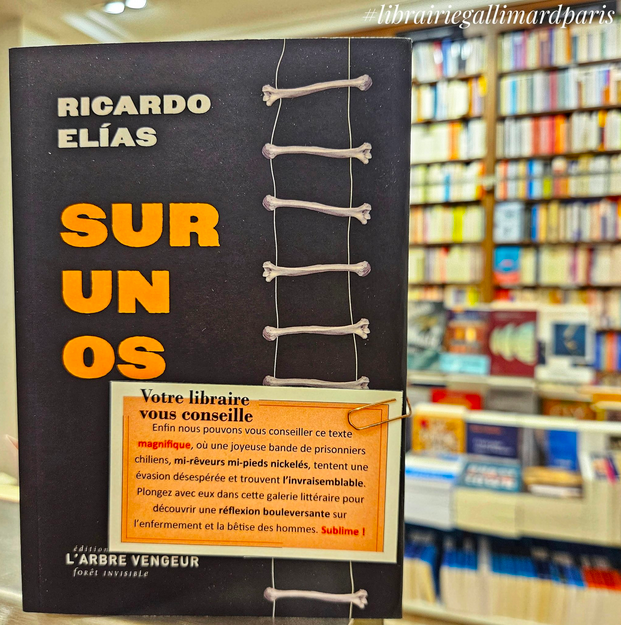 #librairiegallimardparis
RICARDO
ELÍAS
SUR
UN
OS
Votre libraire
vous conseille
Enfin nous pouvons vous conseiller ce texte
magnifique, où une joyeuse bande de prisonniers
chiliens, mi-rêveurs mi-pieds nickelés, tentent une
évasion désespérée et trouvent l'invraisemblable.
Plongez avec eux dans cette galerie littéraire pour
découvrir une réflexion bouleversante sur
l'enfermement et la bêtise des hommes. Sublime !
édition
L'ARBRE VENGEUR
FORÊT INVISIBLE